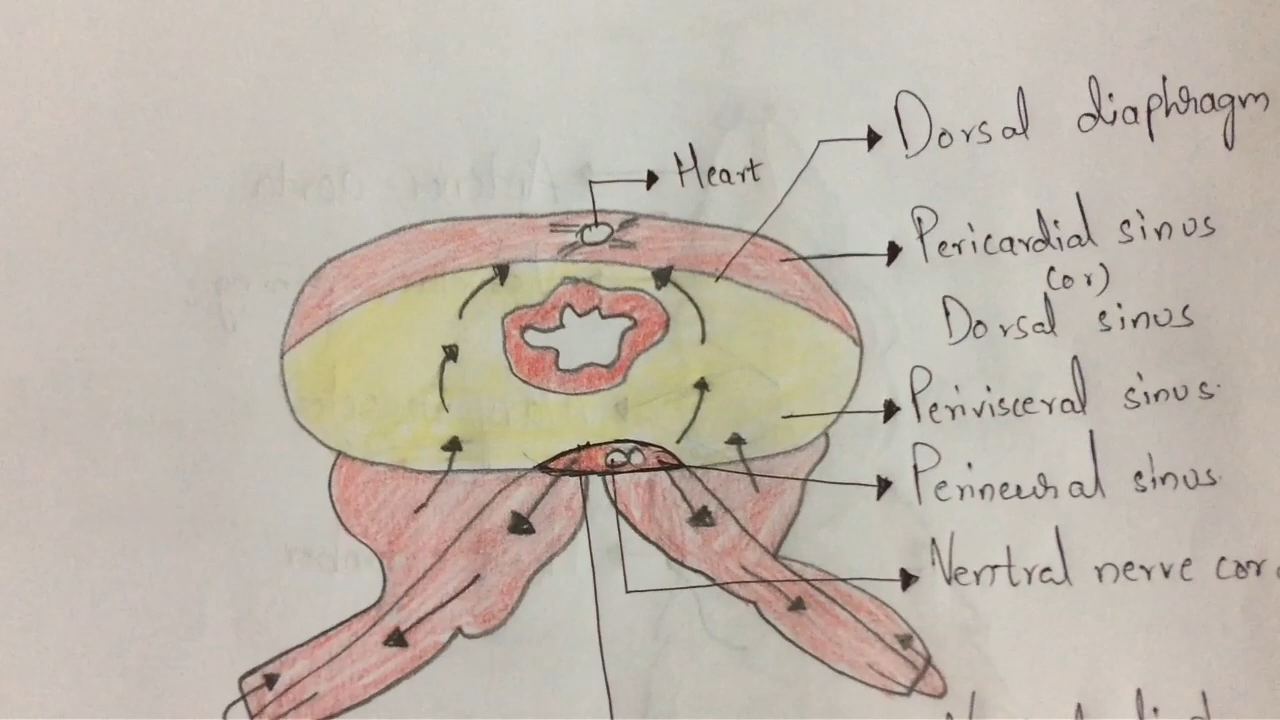 Dorsal diaphragm
Heart
Pericardial sinus
(or)
Dorsal sinus
Perivisceral sinus
Perineural sinus
Ventral nerve cor